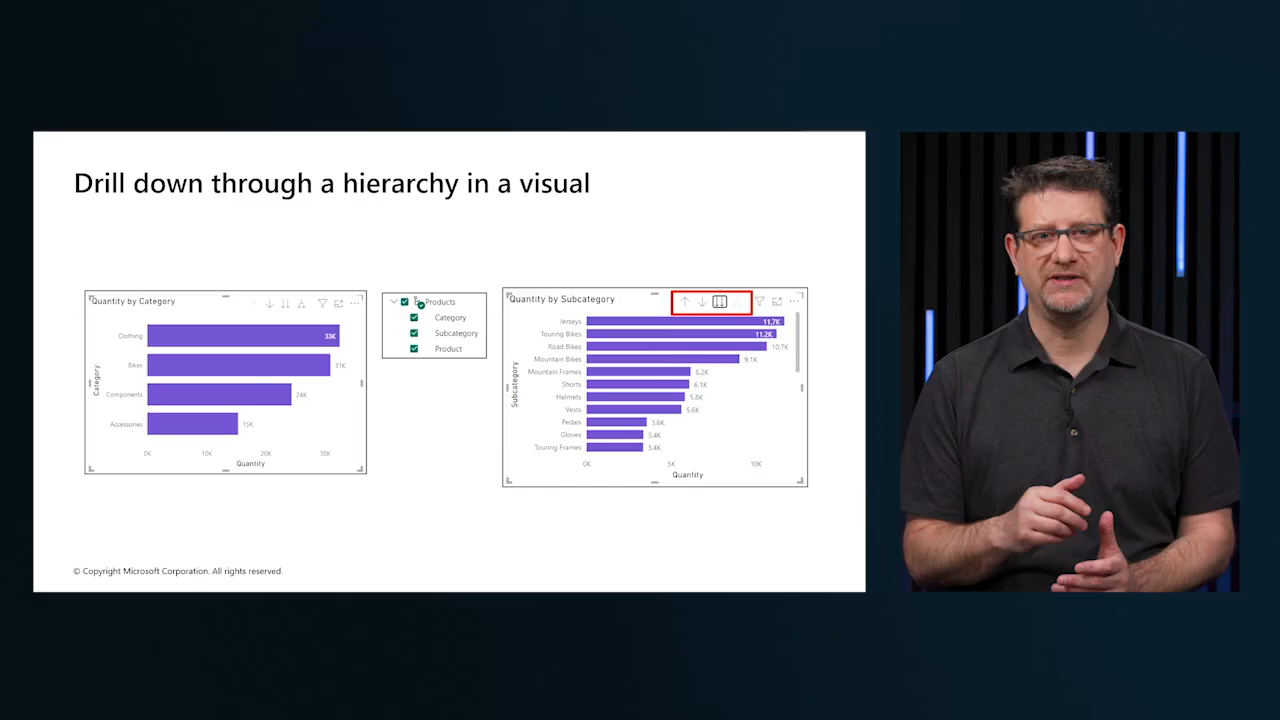 Drill down through a hierarchy in a visual
Quantity by Category
Category
Clothing 33K
Bikes 31K
Components 24K
Accessories 15K
0K 10K 20K 30K
Quantity
Products
Category
Subcategory
Product
Quantity by Subcategory
Subcategory
Jerseys 11.7K
Touring Bikes 11.2K
Road Bikes 10.7K
Mountain Bikes 9.1K
Mountain Frames 6.2K
Shorts 6.1K
Helmets 5.8K
Vests 5.6K
Pedals 3.6K
Gloves 3.4K
Touring Frames 3.4K
0K 5K 10K
Quantity
© Copyright Microsoft Corporation. All rights reserved.